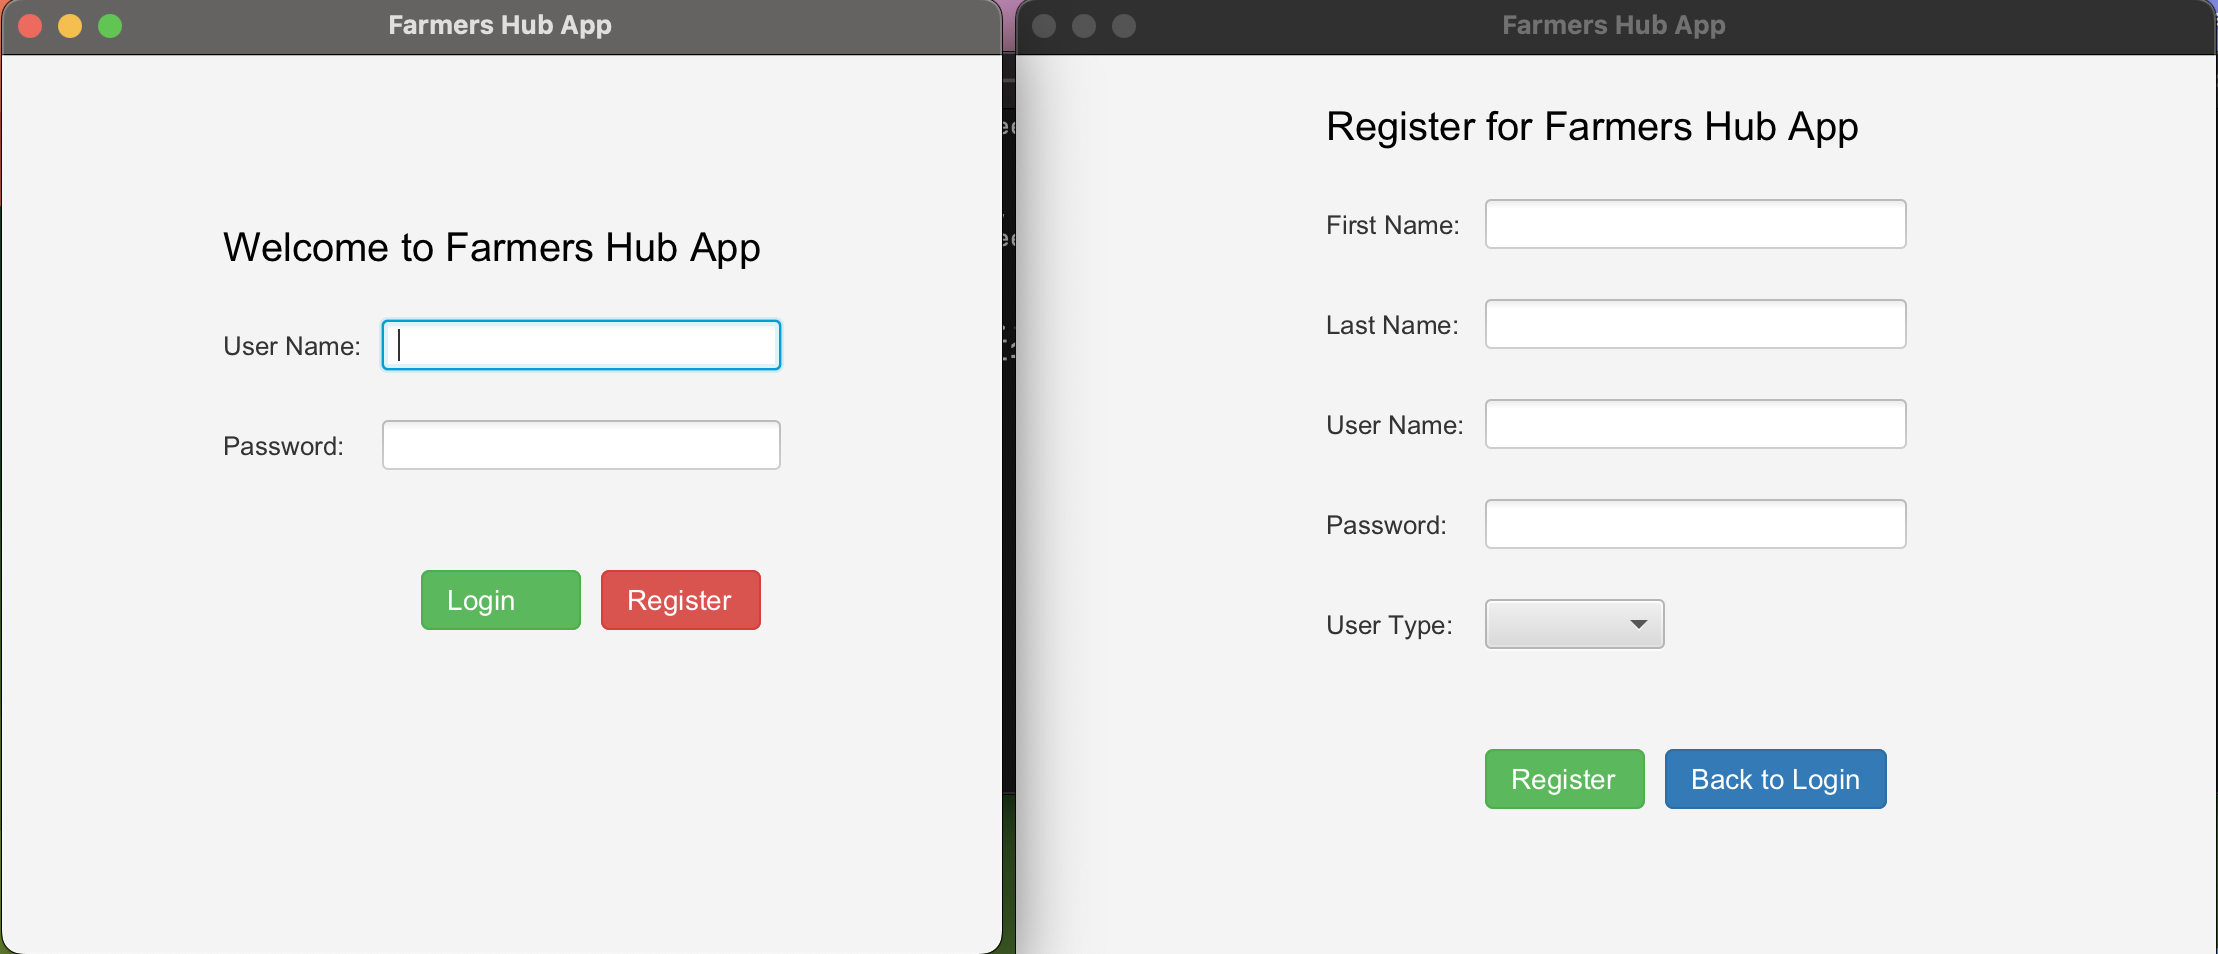 Farmers Hub App
Welcome to Farmers Hub App
User Name:
Password:
Login
Register
Farmers Hub App
Register for Farmers Hub App
First Name:
Last Name:
User Name:
Password:
User Type:
Register
Back to Login